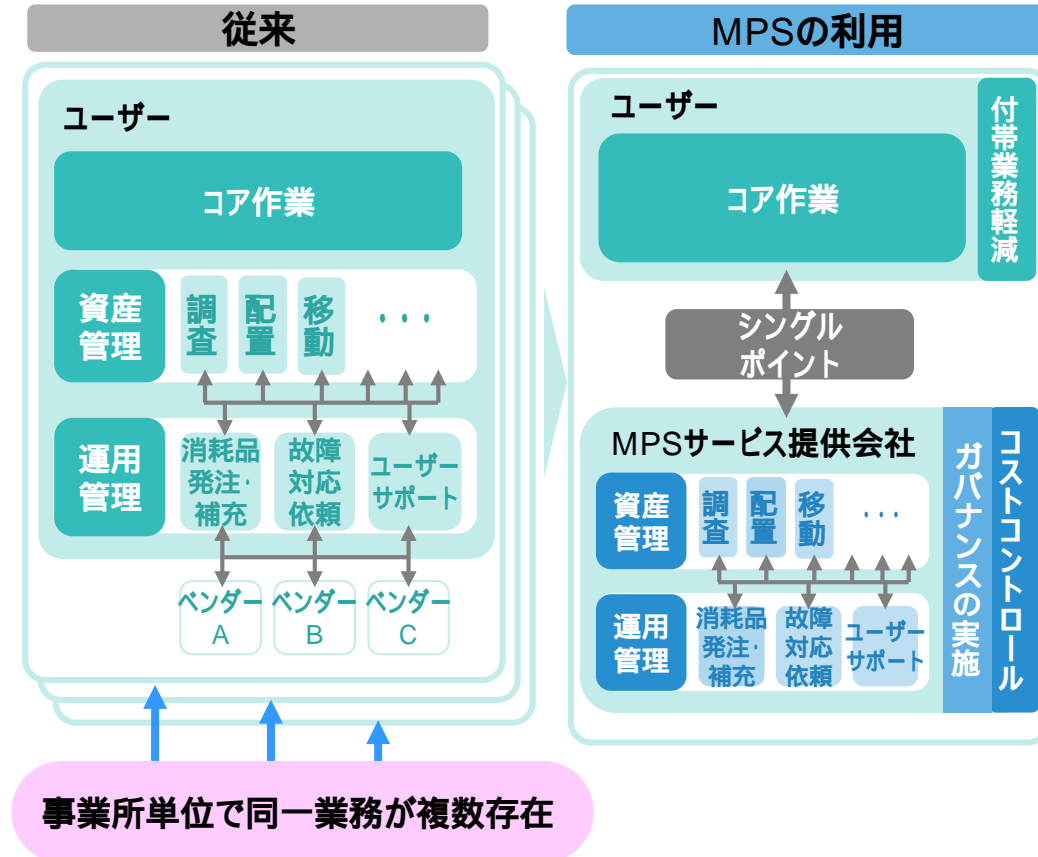 従来
ユーザー
コア作業
資産
管理
調
査
配
置
移
動
・・・
運用
管理
消耗品
発注・
補充
故障
対応
依頼
ユーザー
サポート
ベンダー
A
ベンダー
B
ベンダー
C
事業所単位で同一業務が複数存在
MPSの利用
ユーザー
コア作業
付帯業務軽減
シングル
ポイント
MPSサービス提供会社
資産
管理
調
査
配
置
移
動
・・・
運用
管理
消耗品
発注・
補充
故障
対応
依頼
ユーザー
サポート
ガバナンスの実施
コストコントロール